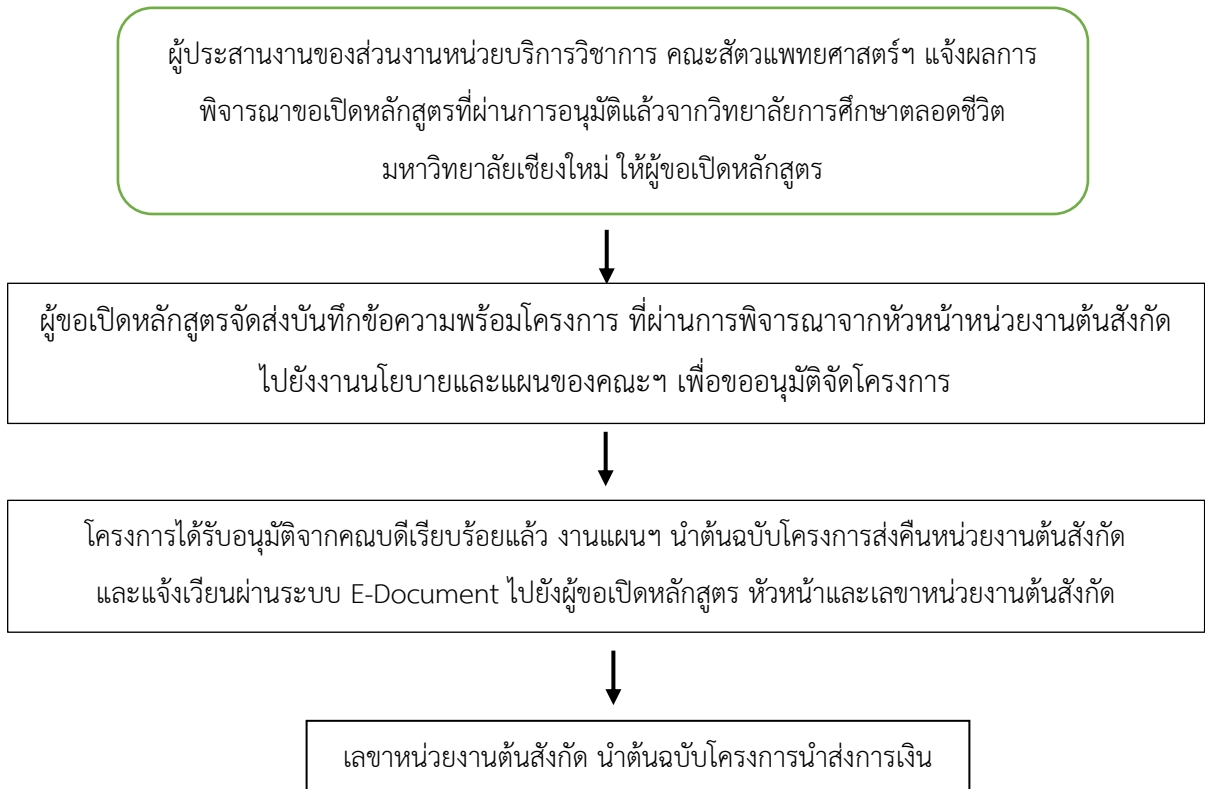 ผู้ประสานงานของส่วนงานหน่วยบริการวิชาการ คณะสัตวแพทยศาสตร์ฯ แจ้งผลการ
พิจารณาขอเปิดหลักสูตรที่ผ่านการอนุมัติแล้วจากวิทยาลัยการศึกษาตลอดชีวิต
มหาวิทยาลัยเชียงใหม่ ให้ผู้ขอเปิดหลักสูตร
ผู้ขอเปิดหลักสูตรจัดส่งบันทึกข้อความพร้อมโครงการ ที่ผ่านการพิจารณาจากหัวหน้าหน่วยงานต้นสังกัด
ไปยังงานนโยบายและแผนของคณะฯ เพื่อขออนุมัติจัดโครงการ
โครงการได้รับอนุมัติจากคณบดีเรียบร้อยแล้ว งานแผนฯ นำต้นฉบับโครงการส่งคืนหน่วยงานต้นสังกัด
และแจ้งเวียนผ่านระบบ E-Document ไปยังผู้ขอเปิดหลักสูตร หัวหน้าและเลขาหน่วยงานต้นสังกัด
เลขาหน่วยงานต้นสังกัด นำต้นฉบับโครงการนำส่งการเงิน